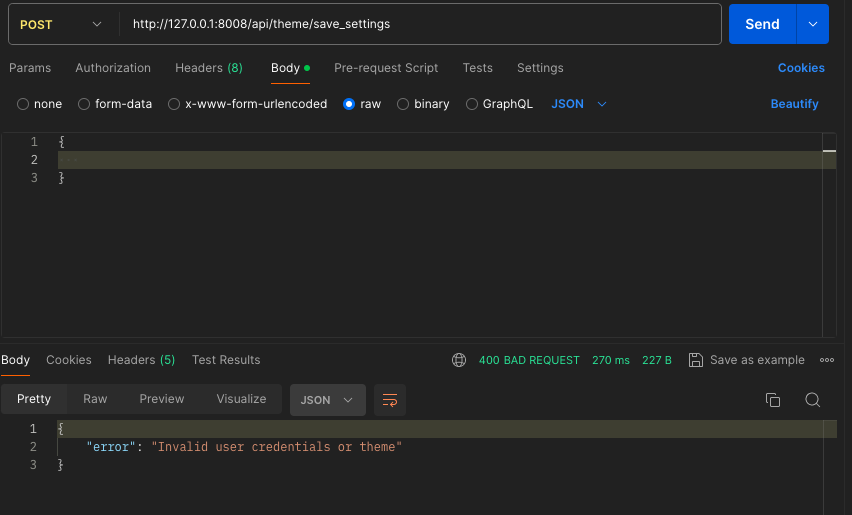 POST http://127.0.0.1:8008/api/theme/save_settings Send
Params Authorization Headers (8) Body Pre-request Script Tests Settings Cookies
none form-data x-www-form-urlencoded raw binary GraphQL JSON Beautify
1 {
2
3 }
Body Cookies Headers (5) Test Results 400 BAD REQUEST 270 ms 227 B Save as example
Pretty Raw Preview Visualize JSON
1 {
2 "error": "Invalid user credentials or theme"
3 }